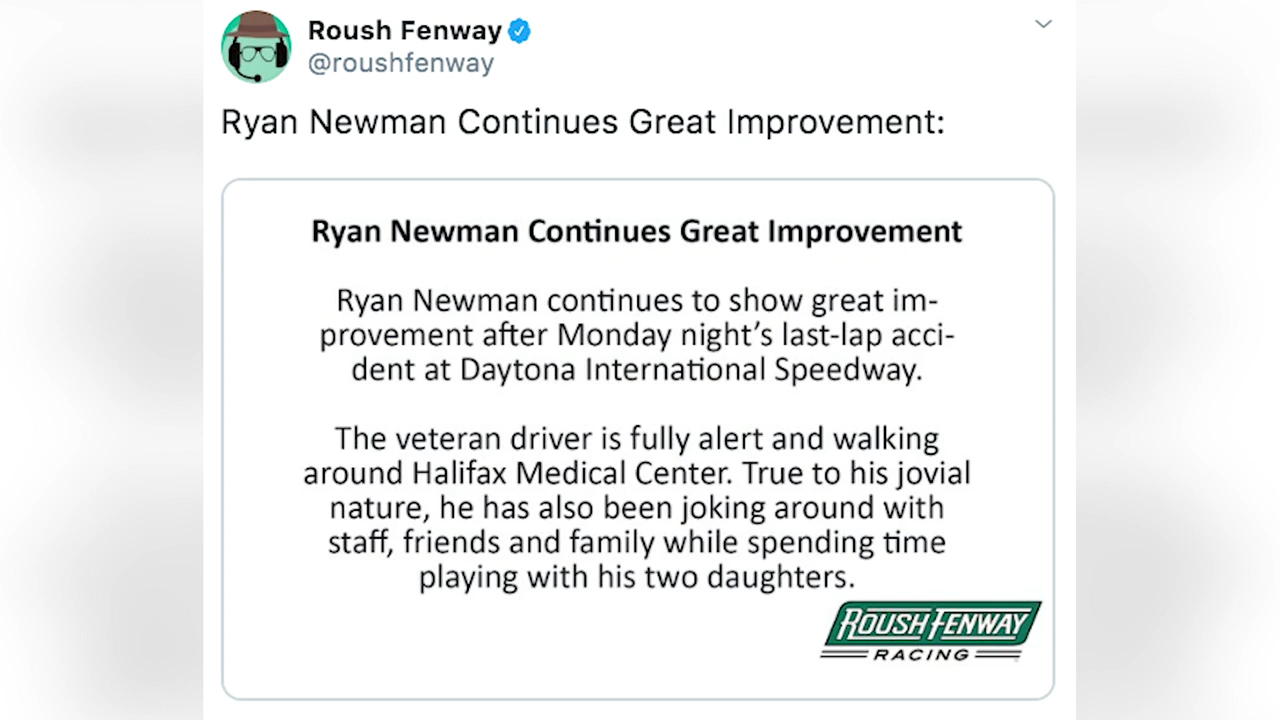 Roush Fenway
@roushfenway
Ryan Newman Continues Great Improvement:
Ryan Newman Continues Great Improvement
Ryan Newman continues to show great im-
provement after Monday night’s last-lap acci-
dent at Daytona International Speedway.
The veteran driver is fully alert and walking
around Halifax Medical Center. True to his jovial
nature, he has also been joking around with
staff, friends and family while spending time
playing with his two daughters.
ROUSH FENWAY
RACING